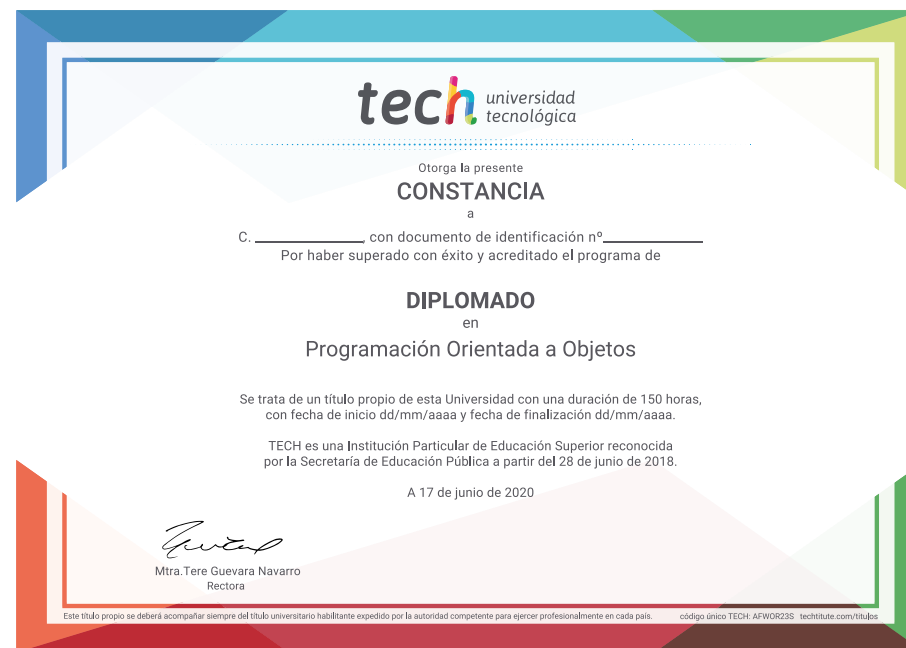 tech universidad
tecnológica
Otorga la presente
CONSTANCIA
a
C. ______________, con documento de identificación nº_____________
Por haber superado con éxito y acreditado el programa de
DIPLOMADO
en
Programación Orientada a Objetos
Se trata de un título propio de esta Universidad con una duración de 150 horas,
con fecha de inicio dd/mm/aaaa y fecha de finalización dd/mm/aaaa.
TECH es una Institución Particular de Educación Superior reconocida
por la Secretaría de Educación Pública a partir del 28 de junio de 2018.
A 17 de junio de 2020
Mtra.Tere Guevara Navarro
Rectora
Este título propio se deberá acompañar siempre del título universitario habilitante expedido por la autoridad competente para ejercer profesionalmente en cada país. código único TECH: AFWOR23S techtitute.com/titulos